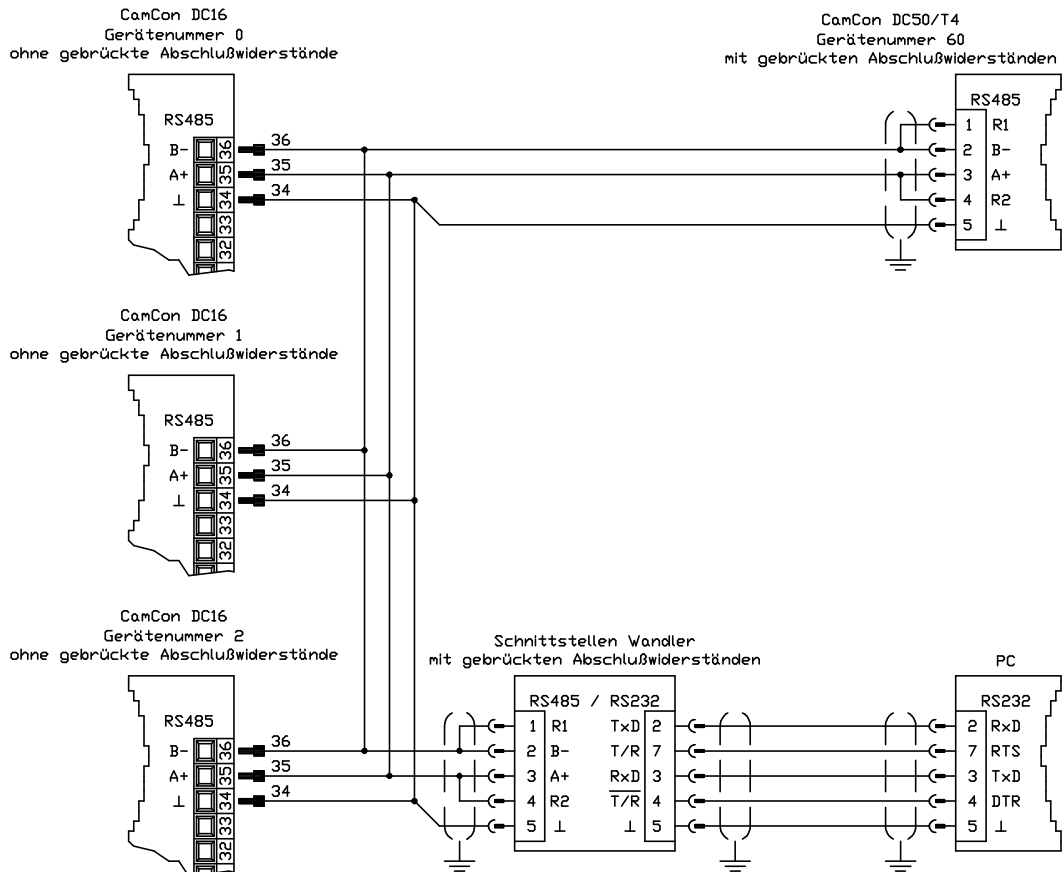 CamCon DC16
Gerätenummer 0
ohne gebrückte Abschlußwiderstände
RS485
B- 36 36
A+ 35 35
⊥ 34 34
33
32
CamCon DC50/T4
Gerätenummer 60
mit gebrückten Abschlußwiderständen
RS485
1 R1
2 B-
3 A+
4 R2
5 ⊥
CamCon DC16
Gerätenummer 1
ohne gebrückte Abschlußwiderstände
RS485
B- 36 36
A+ 35 35
⊥ 34 34
33
32
CamCon DC16
Gerätenummer 2
ohne gebrückte Abschlußwiderstände
RS485
B- 36 36
A+ 35 35
⊥ 34 34
33
32
Schnittstellen Wandler
mit gebrückten Abschlußwiderständen
RS485 / RS232
1 R1 TxD 2
2 B- T/R 7
3 A+ RxD 3
4 R2 T/R 4
5 ⊥ ⊥ 5
PC
RS232
2 RxD
7 RTS
3 TxD
4 DTR
5 ⊥